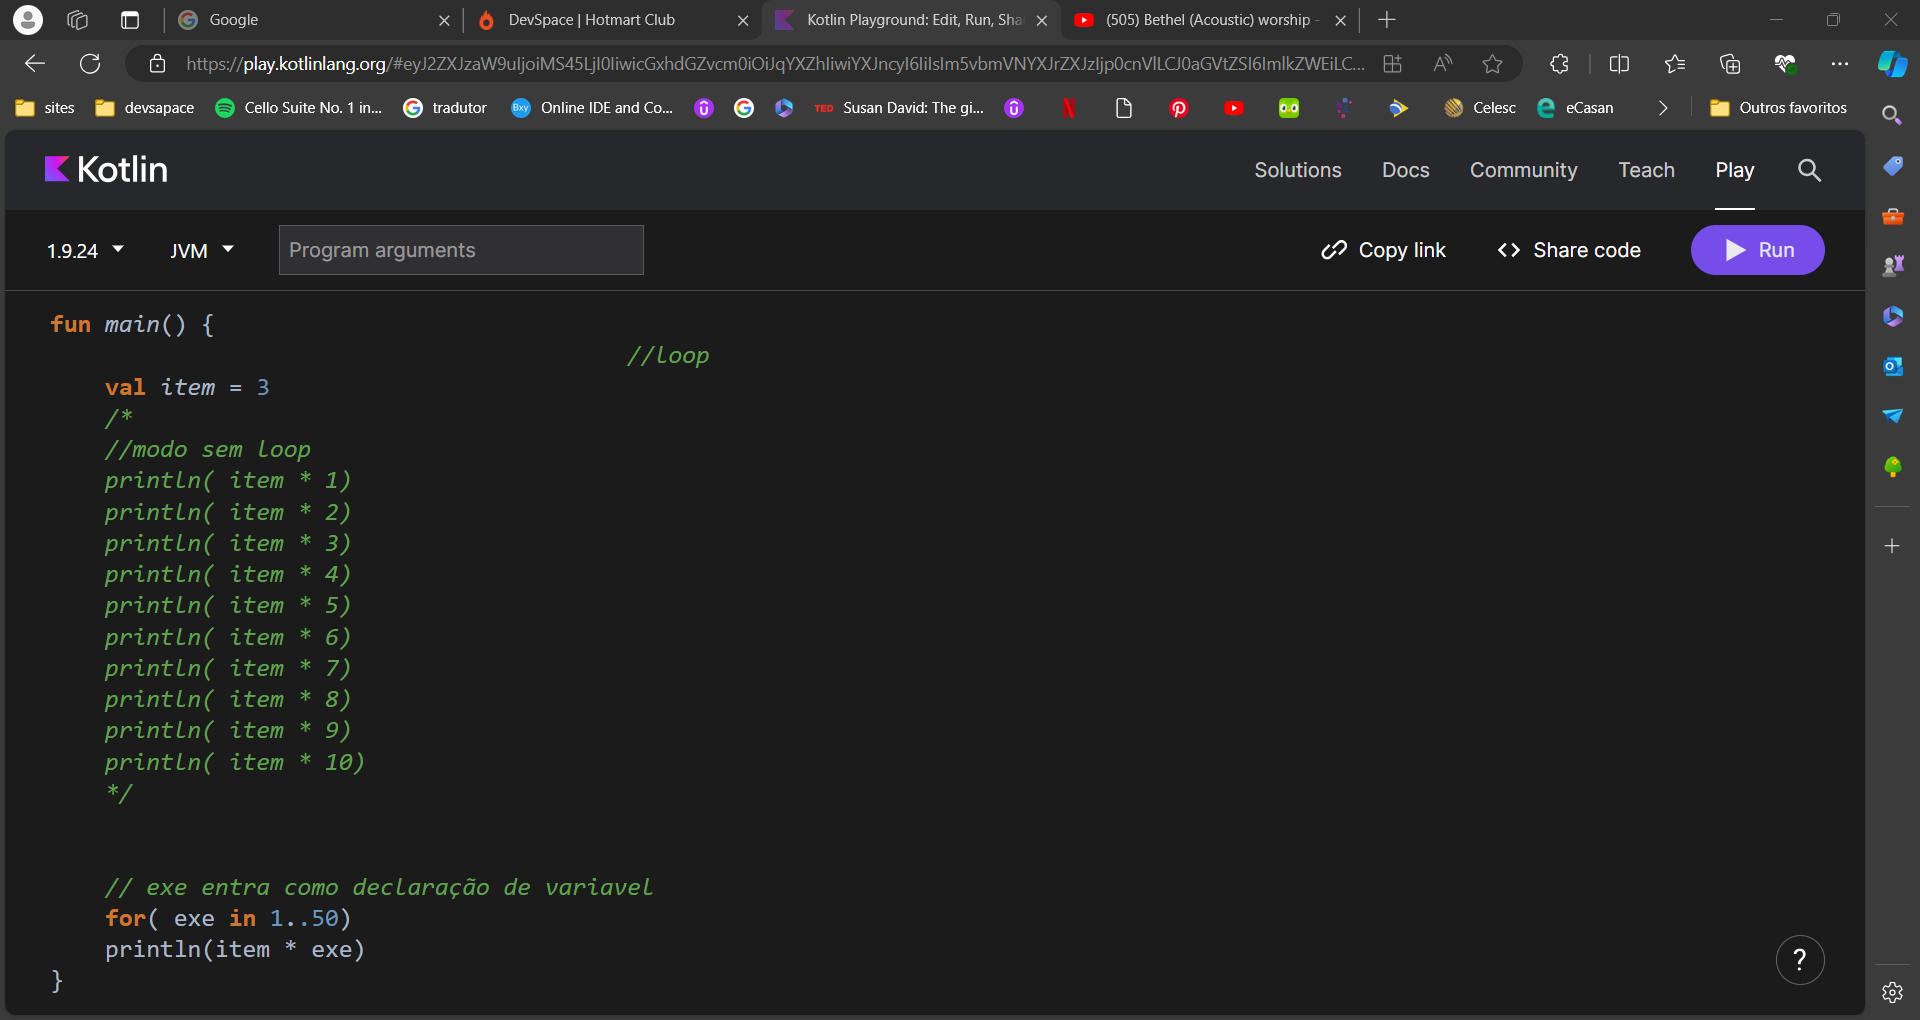 Google
DevSpace | Hotmart Club
Kotlin Playground: Edit, Run, Sha
(505) Bethel (Acoustic) worship -
https://play.kotlinlang.org/#eyJ2ZXJzaW9uIjoiMS45LjI0IiwicGxhdGZvcm0iOiJqYXZhIiwiYXJncyI6IiIsIm5vbmVNYXJrZXJzIjp0cnVlLCJ0aGVtZSI6ImlkZWEiLC...
sites
devsapace
Cello Suite No. 1 in...
tradutor
Bxy
Online IDE and Co...
TED
Susan David: The gi...
Celesc
eCasan
Outros favoritos
Kotlin
Solutions
Docs
Community
Teach
Play
1.9.24
JVM
Program arguments
Copy link
<> Share code
Run
fun main() {
//loop
val item = 3
/*
//modo sem loop
println( item * 1)
println( item * 2)
println( item * 3)
println( item * 4)
println( item * 5)
println( item * 6)
println( item * 7)
println( item * 8)
println( item * 9)
println( item * 10)
*/
// exe entra como declaração de variavel
for( exe in 1..50)
println(item * exe)
}
?